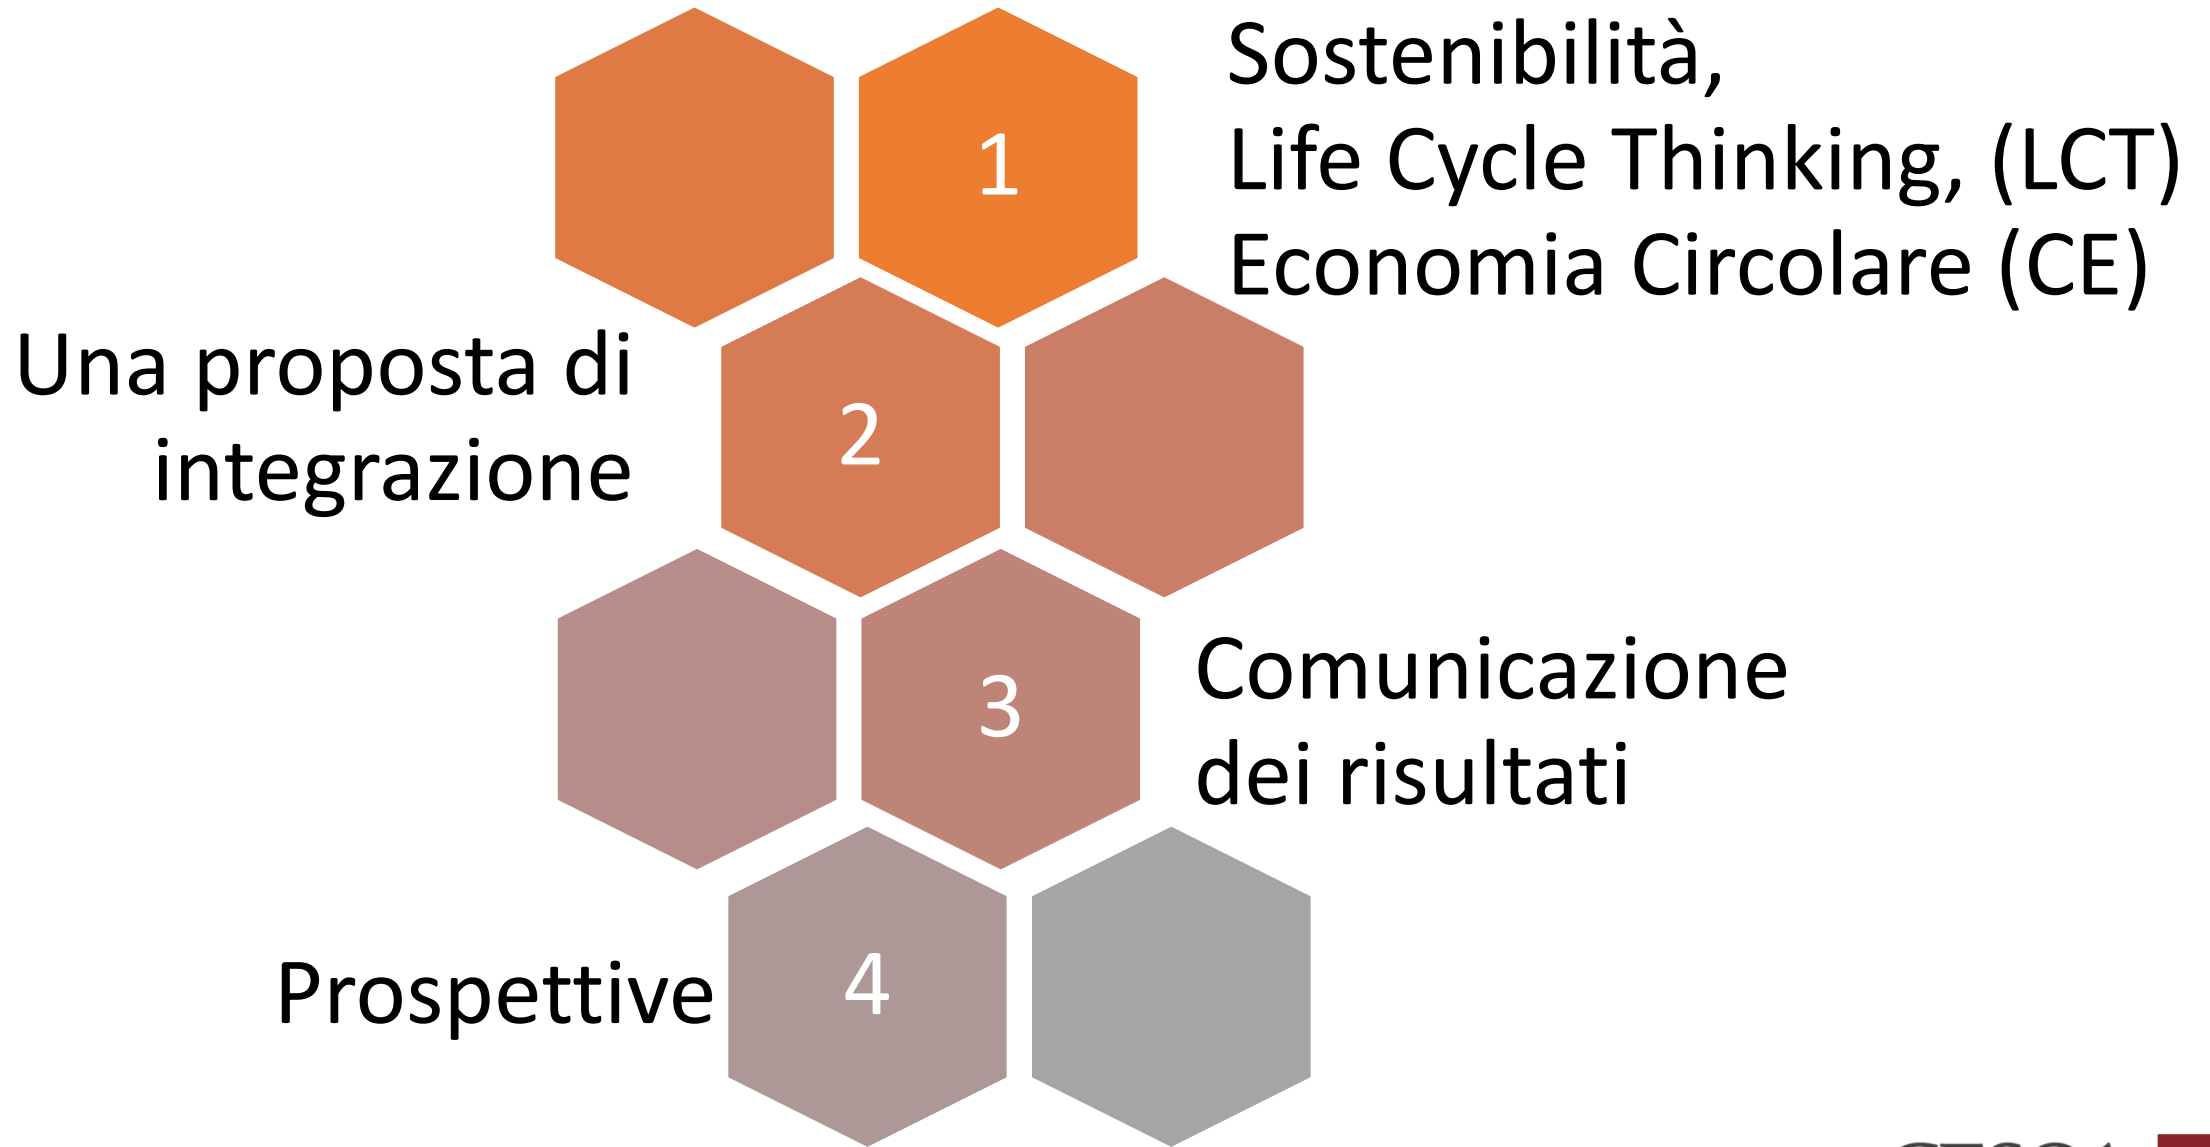 1
Sostenibilità,
Life Cycle Thinking, (LCT)
Economia Circolare (CE)
2
Una proposta di
integrazione
3
Comunicazione
dei risultati
4
Prospettive